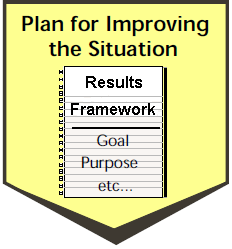 Plan for Improving
the Situation
Results
Framework
Goal
Purpose
etc...